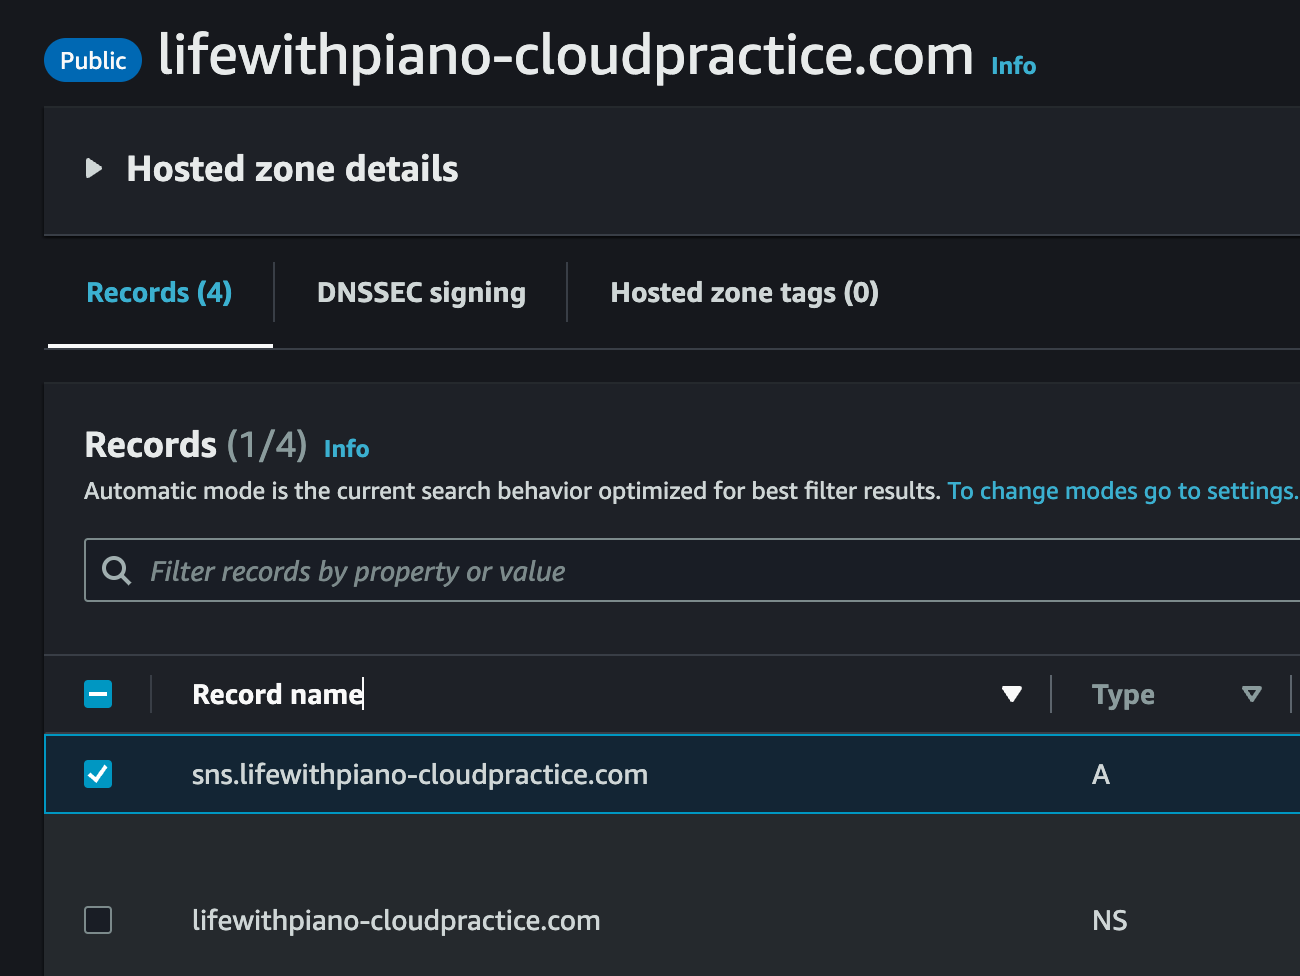 Public lifewithpiano-cloudpractice.com Info
Hosted zone details
Records (4) DNSSEC signing Hosted zone tags (0)
Records (1/4) Info
Automatic mode is the current search behavior optimized for best filter results. To change modes go to settings.
Filter records by property or value
Record name Type
sns.lifewithpiano-cloudpractice.com A
lifewithpiano-cloudpractice.com NS